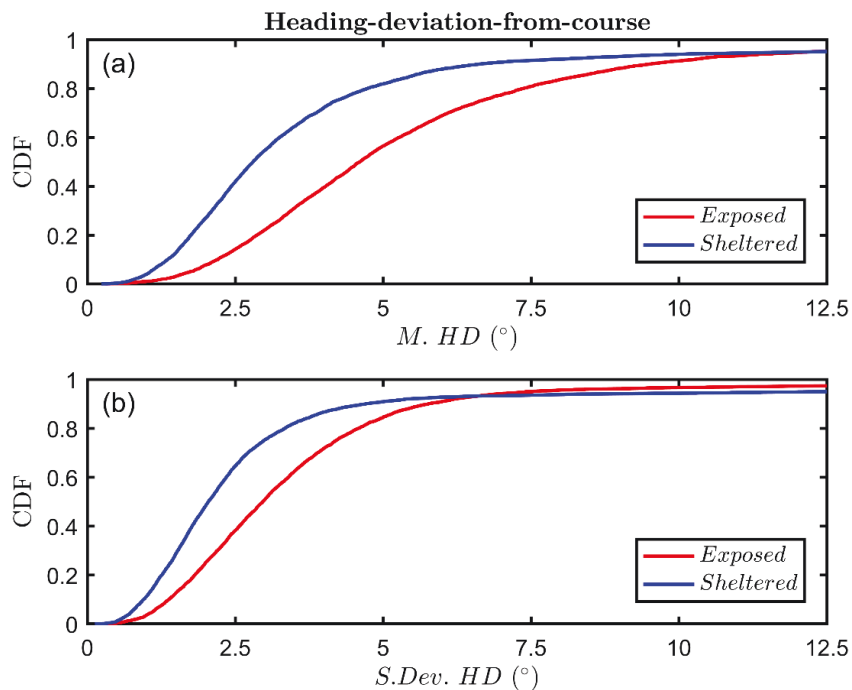 Heading-deviation-from-course
(a)
CDF
1
0.8
0.6
0.4
0.2
0
0 2.5 5 7.5 10 12.5
M. HD (°)
Exposed
Sheltered
(b)
CDF
1
0.8
0.6
0.4
0.2
0
0 2.5 5 7.5 10 12.5
S.Dev. HD (°)
Exposed
Sheltered